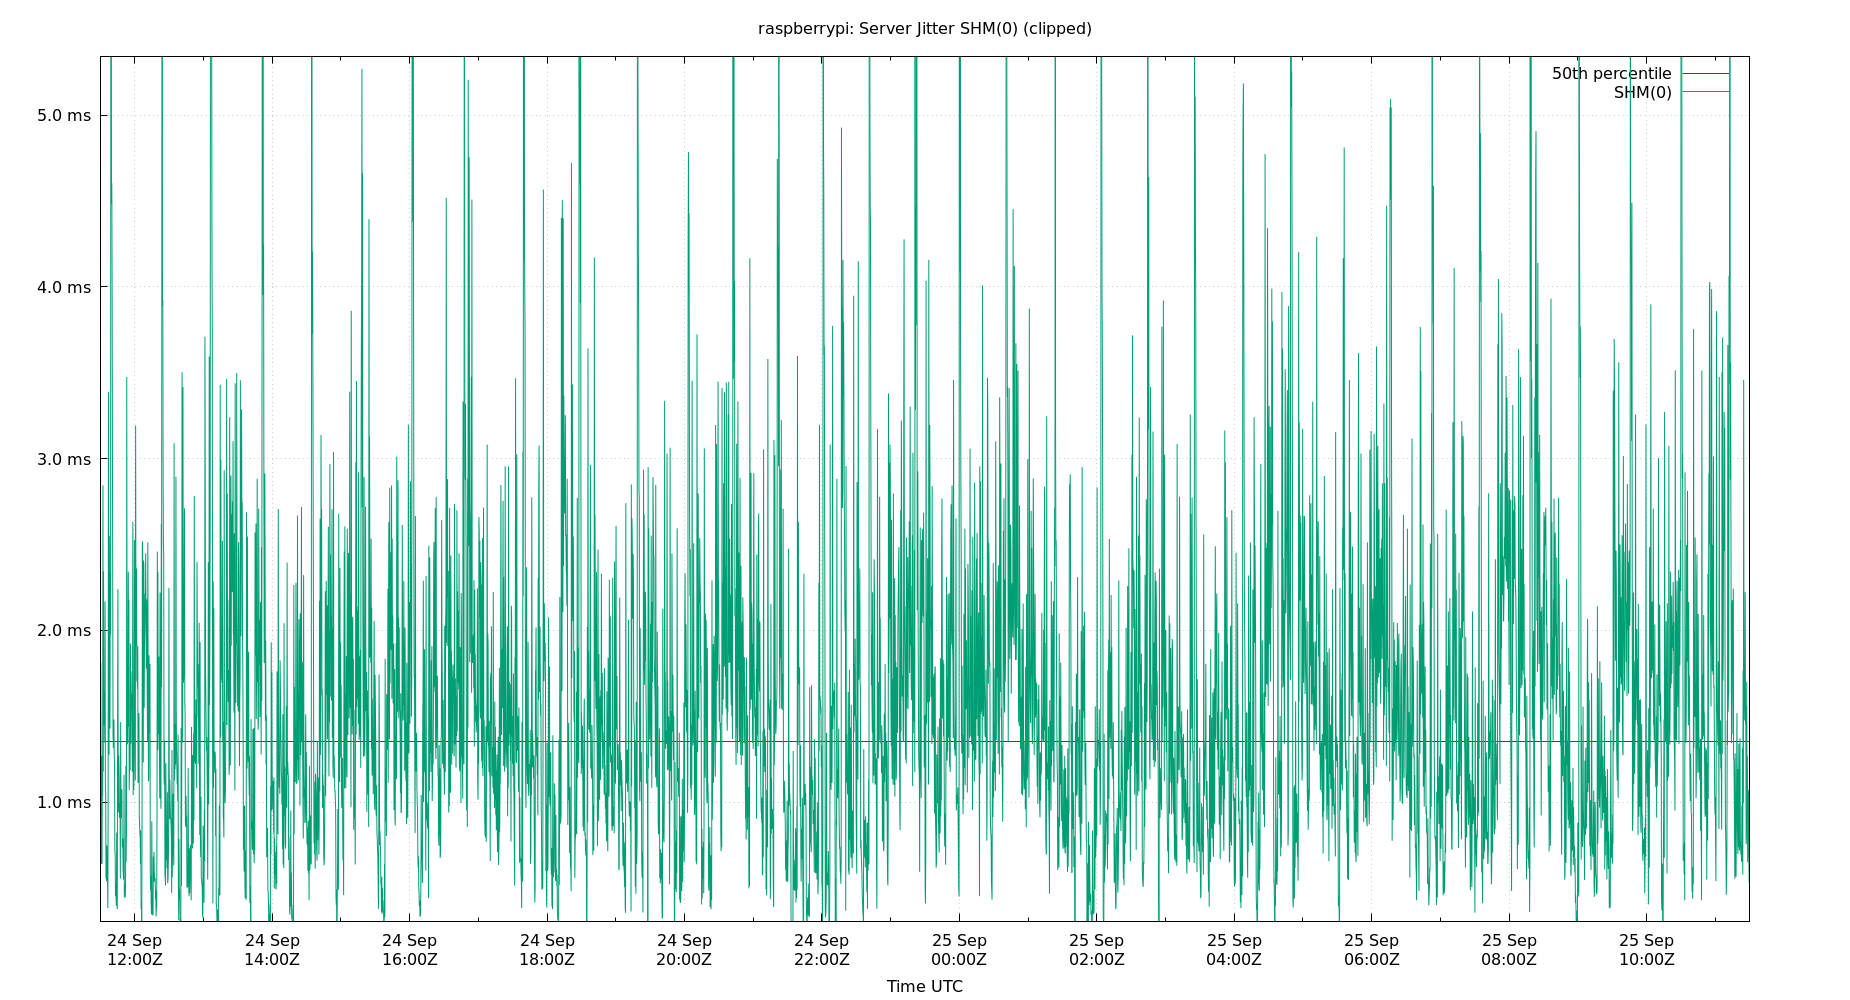 raspberrypi: Server Jitter SHM(0) (clipped)
50th percentile
SHM(0)
5.0 ms
4.0 ms
3.0 ms
2.0 ms
1.0 ms
24 Sep 24 Sep 24 Sep 24 Sep 24 Sep 24 Sep 25 Sep 25 Sep 25 Sep 25 Sep 25 Sep 25 Sep
12:00Z 14:00Z 16:00Z 18:00Z 20:00Z 22:00Z 00:00Z 02:00Z 04:00Z 06:00Z 08:00Z 10:00Z
Time UTC